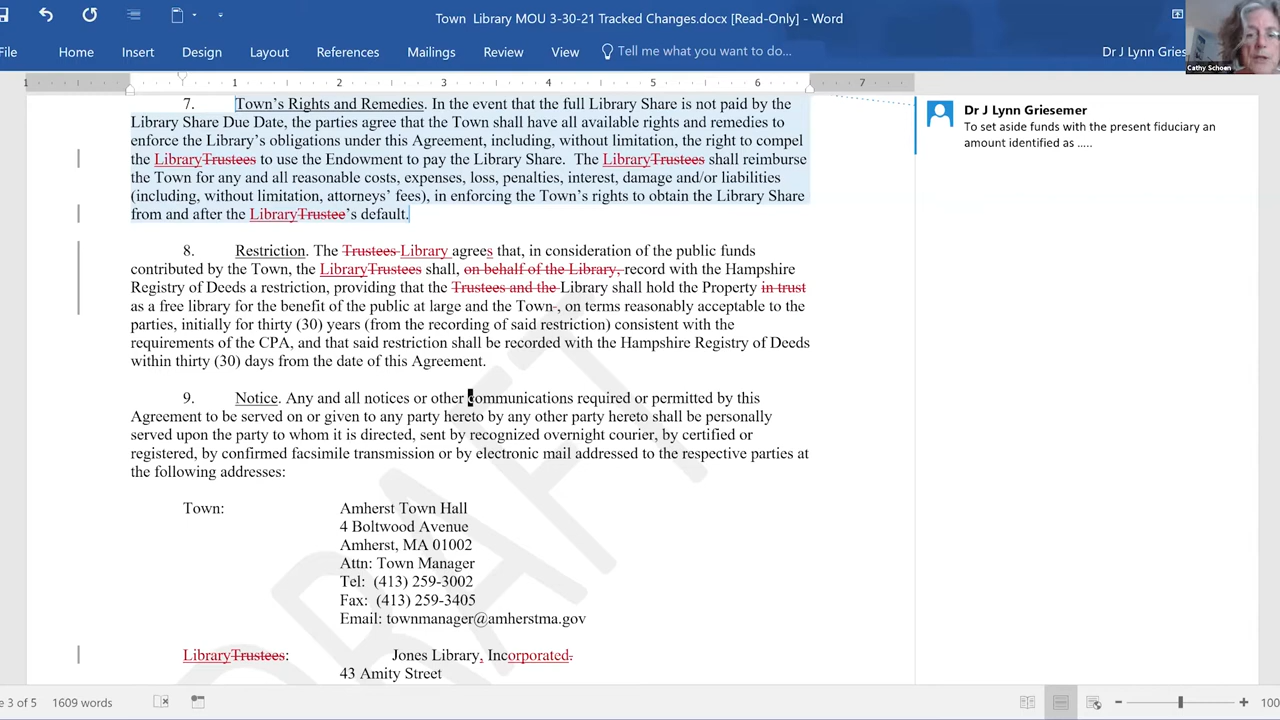 Town Library MOU 3-30-21 Tracked Changes.docx [Read-Only] - Word
File Home Insert Design Layout References Mailings Review View Tell me what you want to do... Dr J Lynn Gries
Cathy Schoen
1 1 2 3 4 5 6 7
7. Town's Rights and Remedies. In the event that the full Library Share is not paid by the
Library Share Due Date, the parties agree that the Town shall have all available rights and remedies to
enforce the Library's obligations under this Agreement, including, without limitation, the right to compel
the LibraryTrustees to use the Endowment to pay the Library Share. The LibraryTrustees shall reimburse
the Town for any and all reasonable costs, expenses, loss, penalties, interest, damage and/or liabilities
(including, without limitation, attorneys' fees), in enforcing the Town's rights to obtain the Library Share
from and after the LibraryTrustee's default.
Dr J Lynn Griesemer
To set aside funds with the present fiduciary an
amount identified as .....
8. Restriction. The Trustees Library agrees that, in consideration of the public funds
contributed by the Town, the LibraryTrustees shall, on behalf of the Library, record with the Hampshire
Registry of Deeds a restriction, providing that the Trustees and the Library shall hold the Property in trust
as a free library for the benefit of the public at large and the Town-, on terms reasonably acceptable to the
parties, initially for thirty (30) years (from the recording of said restriction) consistent with the
requirements of the CPA, and that said restriction shall be recorded with the Hampshire Registry of Deeds
within thirty (30) days from the date of this Agreement.
9. Notice. Any and all notices or other communications required or permitted by this
Agreement to be served on or given to any party hereto by any other party hereto shall be personally
served upon the party to whom it is directed, sent by recognized overnight courier, by certified or
registered, by confirmed facsimile transmission or by electronic mail addressed to the respective parties at
the following addresses:
Town: Amherst Town Hall
4 Boltwood Avenue
Amherst, MA 01002
Attn: Town Manager
Tel: (413) 259-3002
Fax: (413) 259-3405
Email: townmanager@amherstma.gov
LibraryTrustees: Jones Library, Incorporated.
43 Amity Street
DRAFT
e 3 of 5 1609 words 100